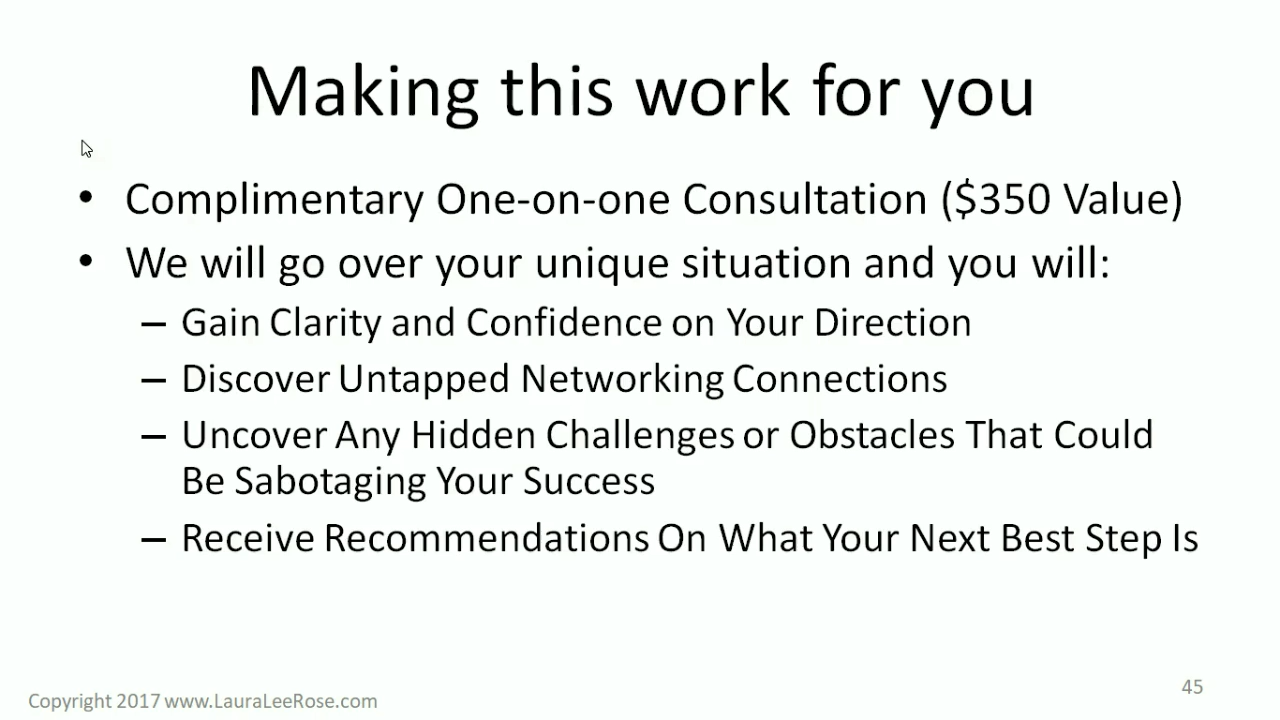 Making this work for you
• Complimentary One-on-one Consultation ($350 Value)
• We will go over your unique situation and you will:
– Gain Clarity and Confidence on Your Direction
– Discover Untapped Networking Connections
– Uncover Any Hidden Challenges or Obstacles That Could
Be Sabotaging Your Success
– Receive Recommendations On What Your Next Best Step Is
Copyright 2017 www.LauraLeeRose.com
45